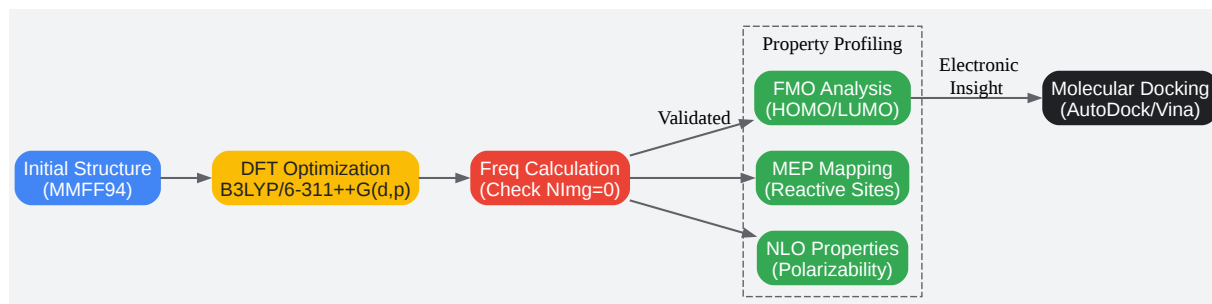 Initial Structure
(MMFF94)
DFT Optimization
B3LYP/6-311++G(d,p)
Freq Calculation
(Check NImg=0)
Validated
Property Profiling
FMO Analysis
(HOMO/LUMO)
MEP Mapping
(Reactive Sites)
NLO Properties
(Polarizability)
Electronic
Insight
Molecular Docking
(AutoDock/Vina)